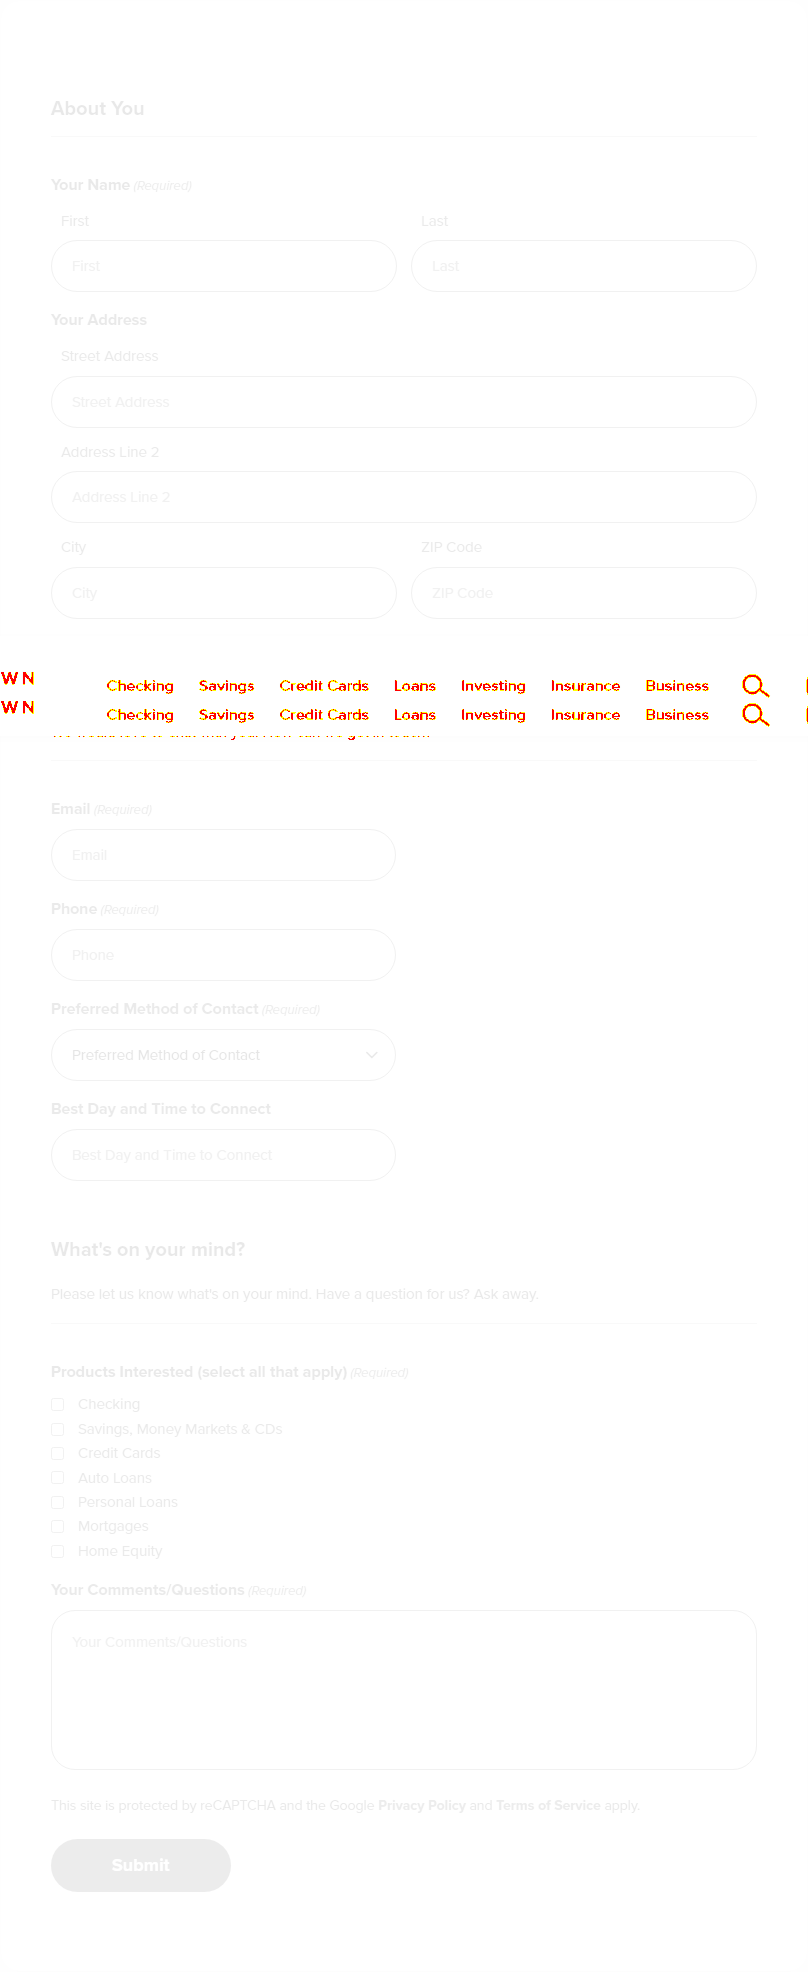 About You
Your Name (Required)
First Last
First Last
Your Address
Street Address
Street Address
Address Line 2
Address Line 2
City ZIP Code
City ZIP Code
W N Checking Savings Credit Cards Loans Investing Insurance Business
W N Checking Savings Credit Cards Loans Investing Insurance Business
Email (Required)
Email
Phone (Required)
Phone
Preferred Method of Contact (Required)
Preferred Method of Contact
Best Day and Time to Connect
Best Day and Time to Connect
What's on your mind?
Please let us know what's on your mind. Have a question for us? Ask away.
Products Interested (select all that apply) (Required)
Checking
Savings, Money Markets & CDs
Credit Cards
Auto Loans
Personal Loans
Mortgages
Home Equity
Your Comments/Questions (Required)
Your Comments/Questions
This site is protected by reCAPTCHA and the Google Privacy Policy and Terms of Service apply.
Submit